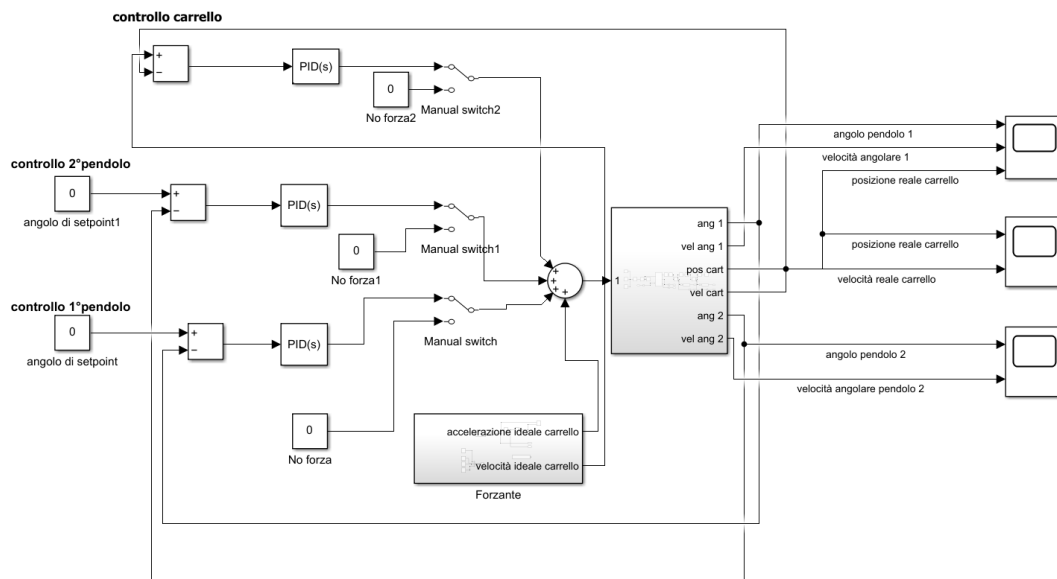 controllo carrello
+
−
PID(s)
0
No forza2
Manual switch2
controllo 2°pendolo
0
angolo di setpoint1
+
−
PID(s)
0
No forza1
Manual switch1
controllo 1°pendolo
0
angolo di setpoint
+
−
PID(s)
Manual switch
0
No forza
+
+
+
+
accelerazione ideale carrello
velocità ideale carrello
Forzante
1
ang 1
vel ang 1
pos cart
vel cart
ang 2
vel ang 2
angolo pendolo 1
velocità angolare 1
posizione reale carrello
posizione reale carrello
velocità reale carrello
angolo pendolo 2
velocità angolare pendolo 2